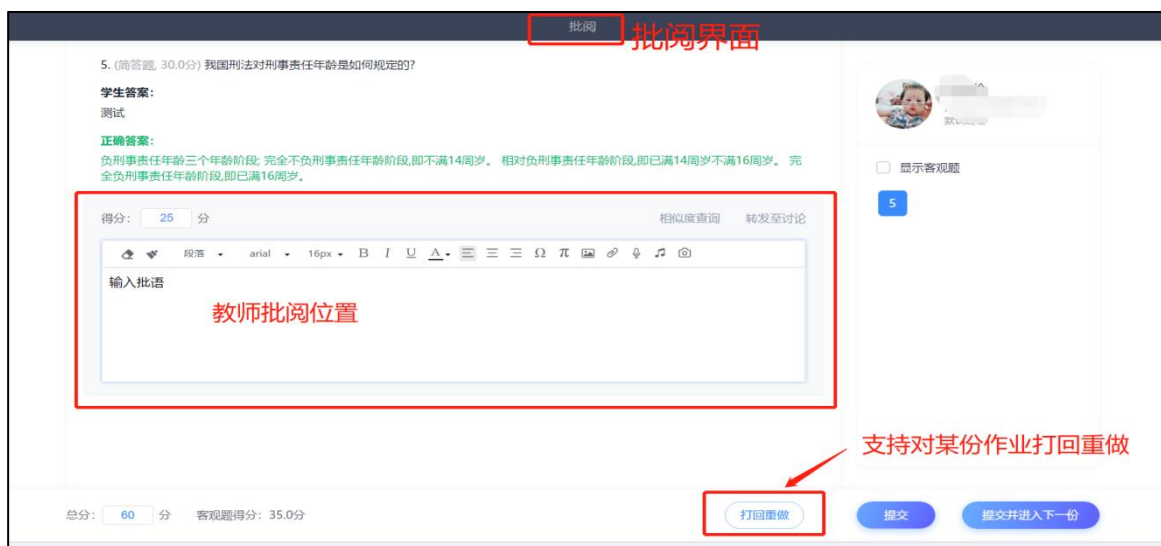 批阅
批阅界面
5. (简答题, 30.0分) 我国刑法对刑事责任年龄是如何规定的?
学生答案:
测试
正确答案:
负刑事责任年龄三个年龄阶段; 完全不负刑事责任年龄阶段,即不满14周岁。 相对负刑事责任年龄阶段,即已满14周岁不满16周岁。 完
全负刑事责任年龄阶段,即已满16周岁。
显示客观题
5
得分: 25 分 相似度查询 转发至讨论
段落 arial 16px B I U A Ω π
输入批语
教师批阅位置
支持对某份作业打回重做
总分: 60 分 客观题得分: 35.0分 打回重做 提交 提交并进入下一份